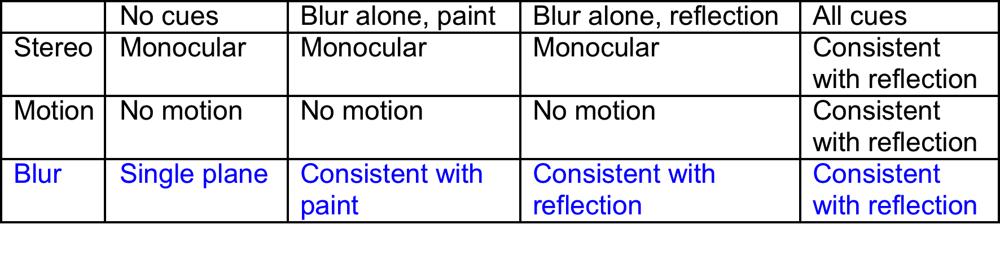 No cues Blur alone, paint Blur alone, reflection All cues
Stereo Monocular Monocular Monocular Consistent
with reflection
Motion No motion No motion No motion Consistent
with reflection
Blur Single plane Consistent with Consistent with Consistent
paint reflection with reflection